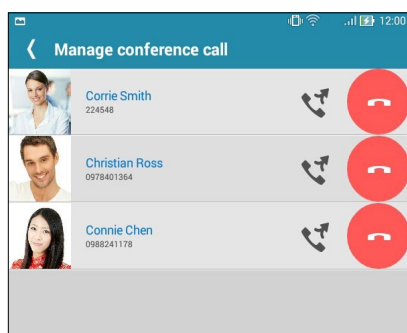 12:00
Manage conference call
Corrie Smith
224548
Christian Ross
0978401364
Connie Chen
0988241178